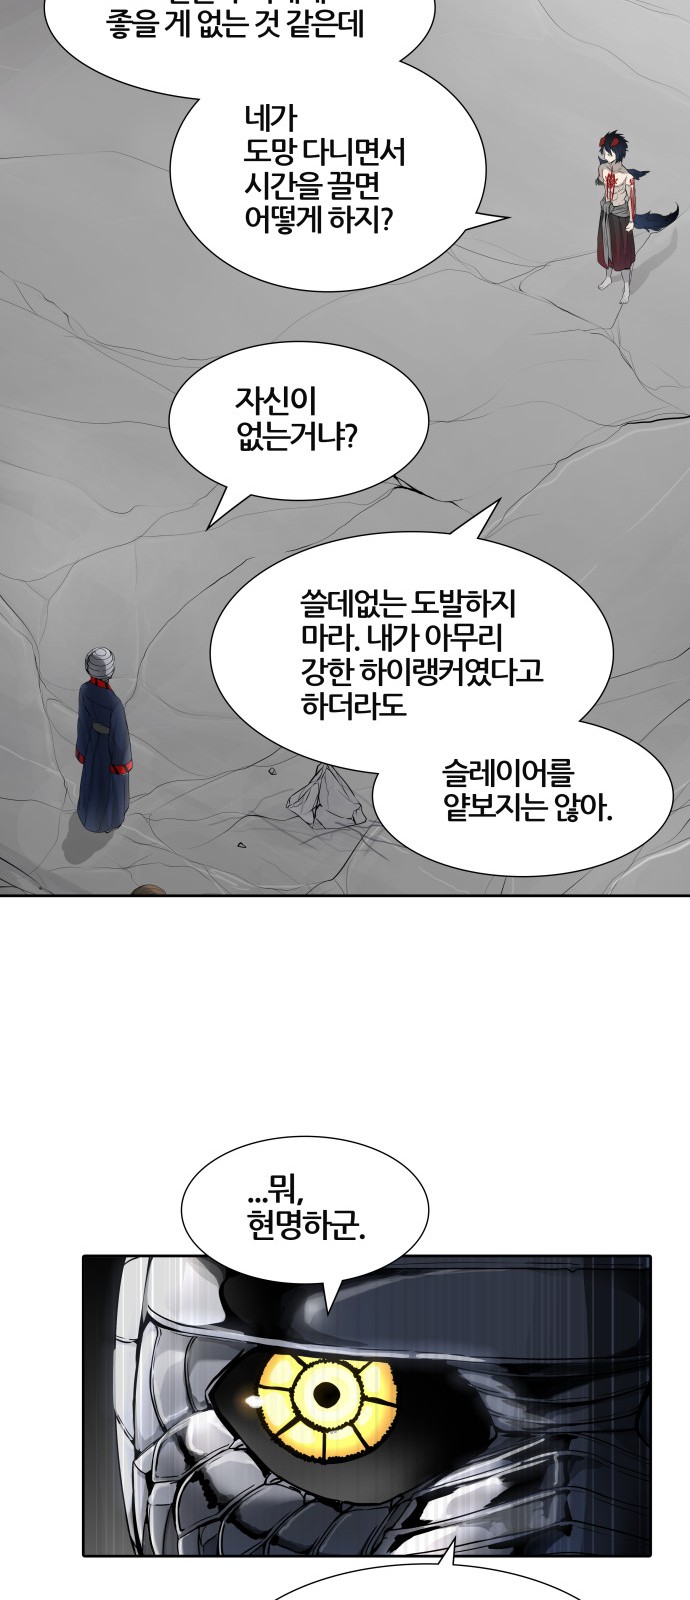 좋을 게 없는 것 같은데
네가
도망 다니면서
시간을 끌면
어떻게 하지?
자신이
없는거냐?
쓸데없는 도발하지
마라. 내가 아무리
강한 하이랭커였다고
하더라도
슬레이어를
얕보지는 않아.
...뭐,
현명하군.